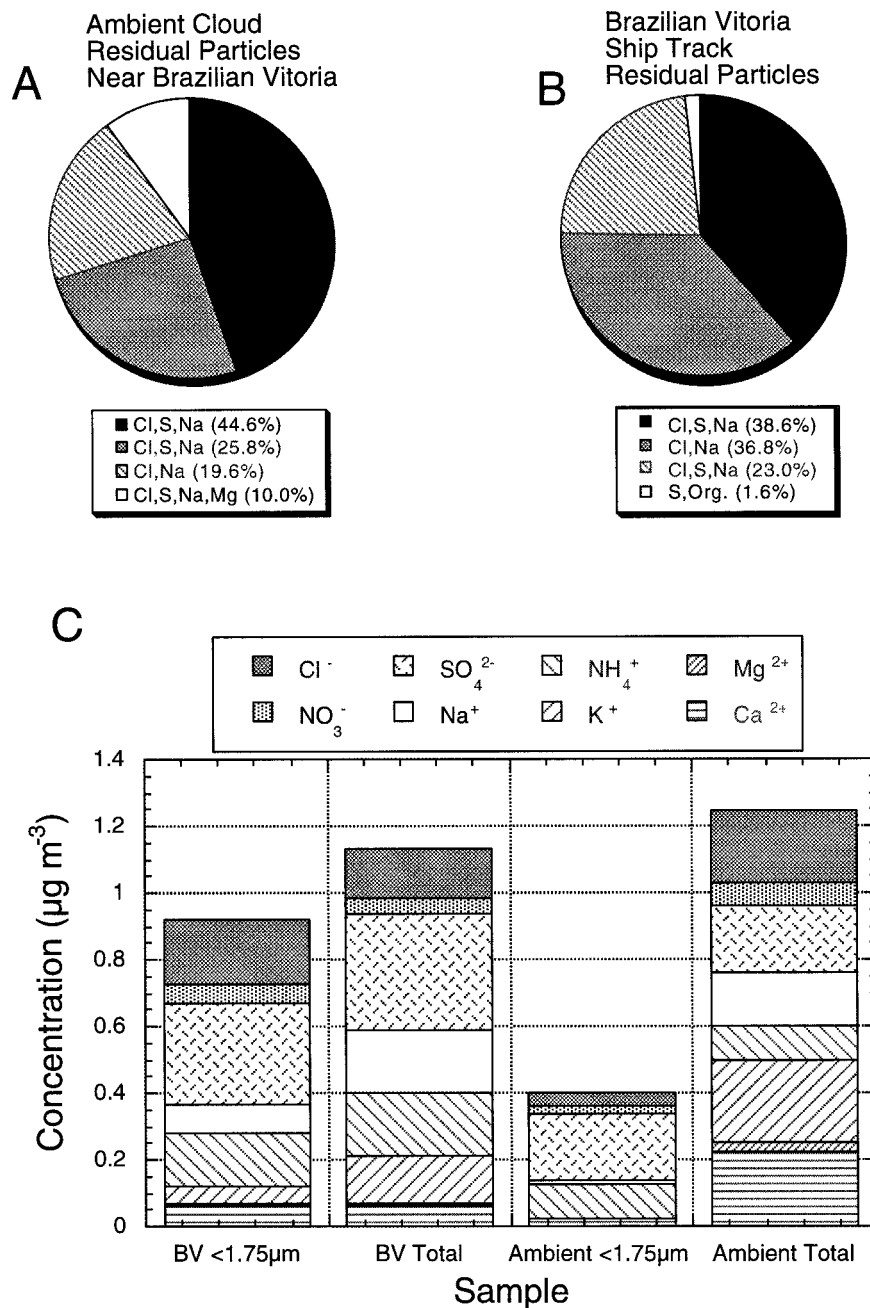 Ambient Cloud
Residual Particles
Near Brazilian Vitoria
A
Cl,S,Na (44.6%)
Cl,S,Na (25.8%)
Cl,Na (19.6%)
Cl,S,Na,Mg (10.0%)
Brazilian Vitoria
Ship Track
Residual Particles
B
Cl,S,Na (38.6%)
Cl,Na (36.8%)
Cl,S,Na (23.0%)
S,Org. (1.6%)
C
Cl⁻ SO₄²⁻ NH₄⁺ Mg²⁺
NO₃⁻ Na⁺ K⁺ Ca²⁺
Concentration (µg m⁻³)
1.4
1.2
1
0.8
0.6
0.4
0.2
0
BV <1.75µm BV Total Ambient <1.75µm Ambient Total
Sample